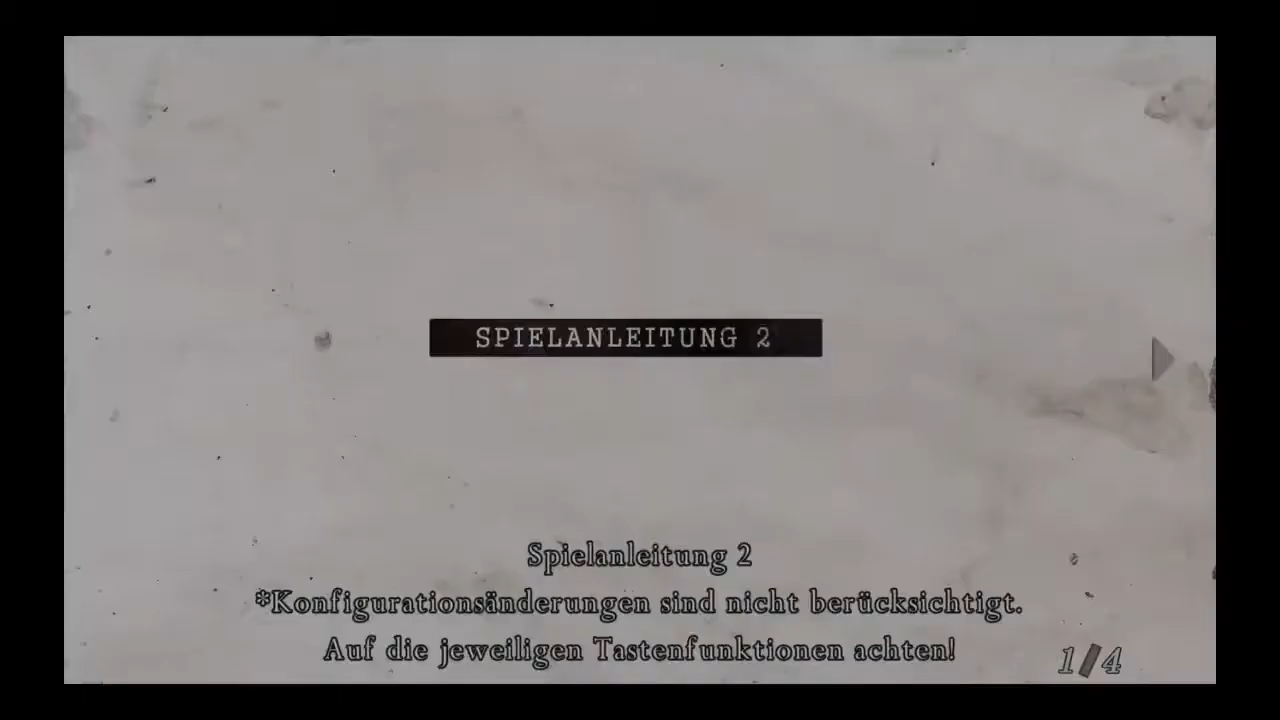 SPIELANLEITUNG 2
Spielanleitung 2
*Konfigurationsänderungen sind nicht berücksichtigt.
Auf die jeweiligen Tastenfunktionen achten!
1/4